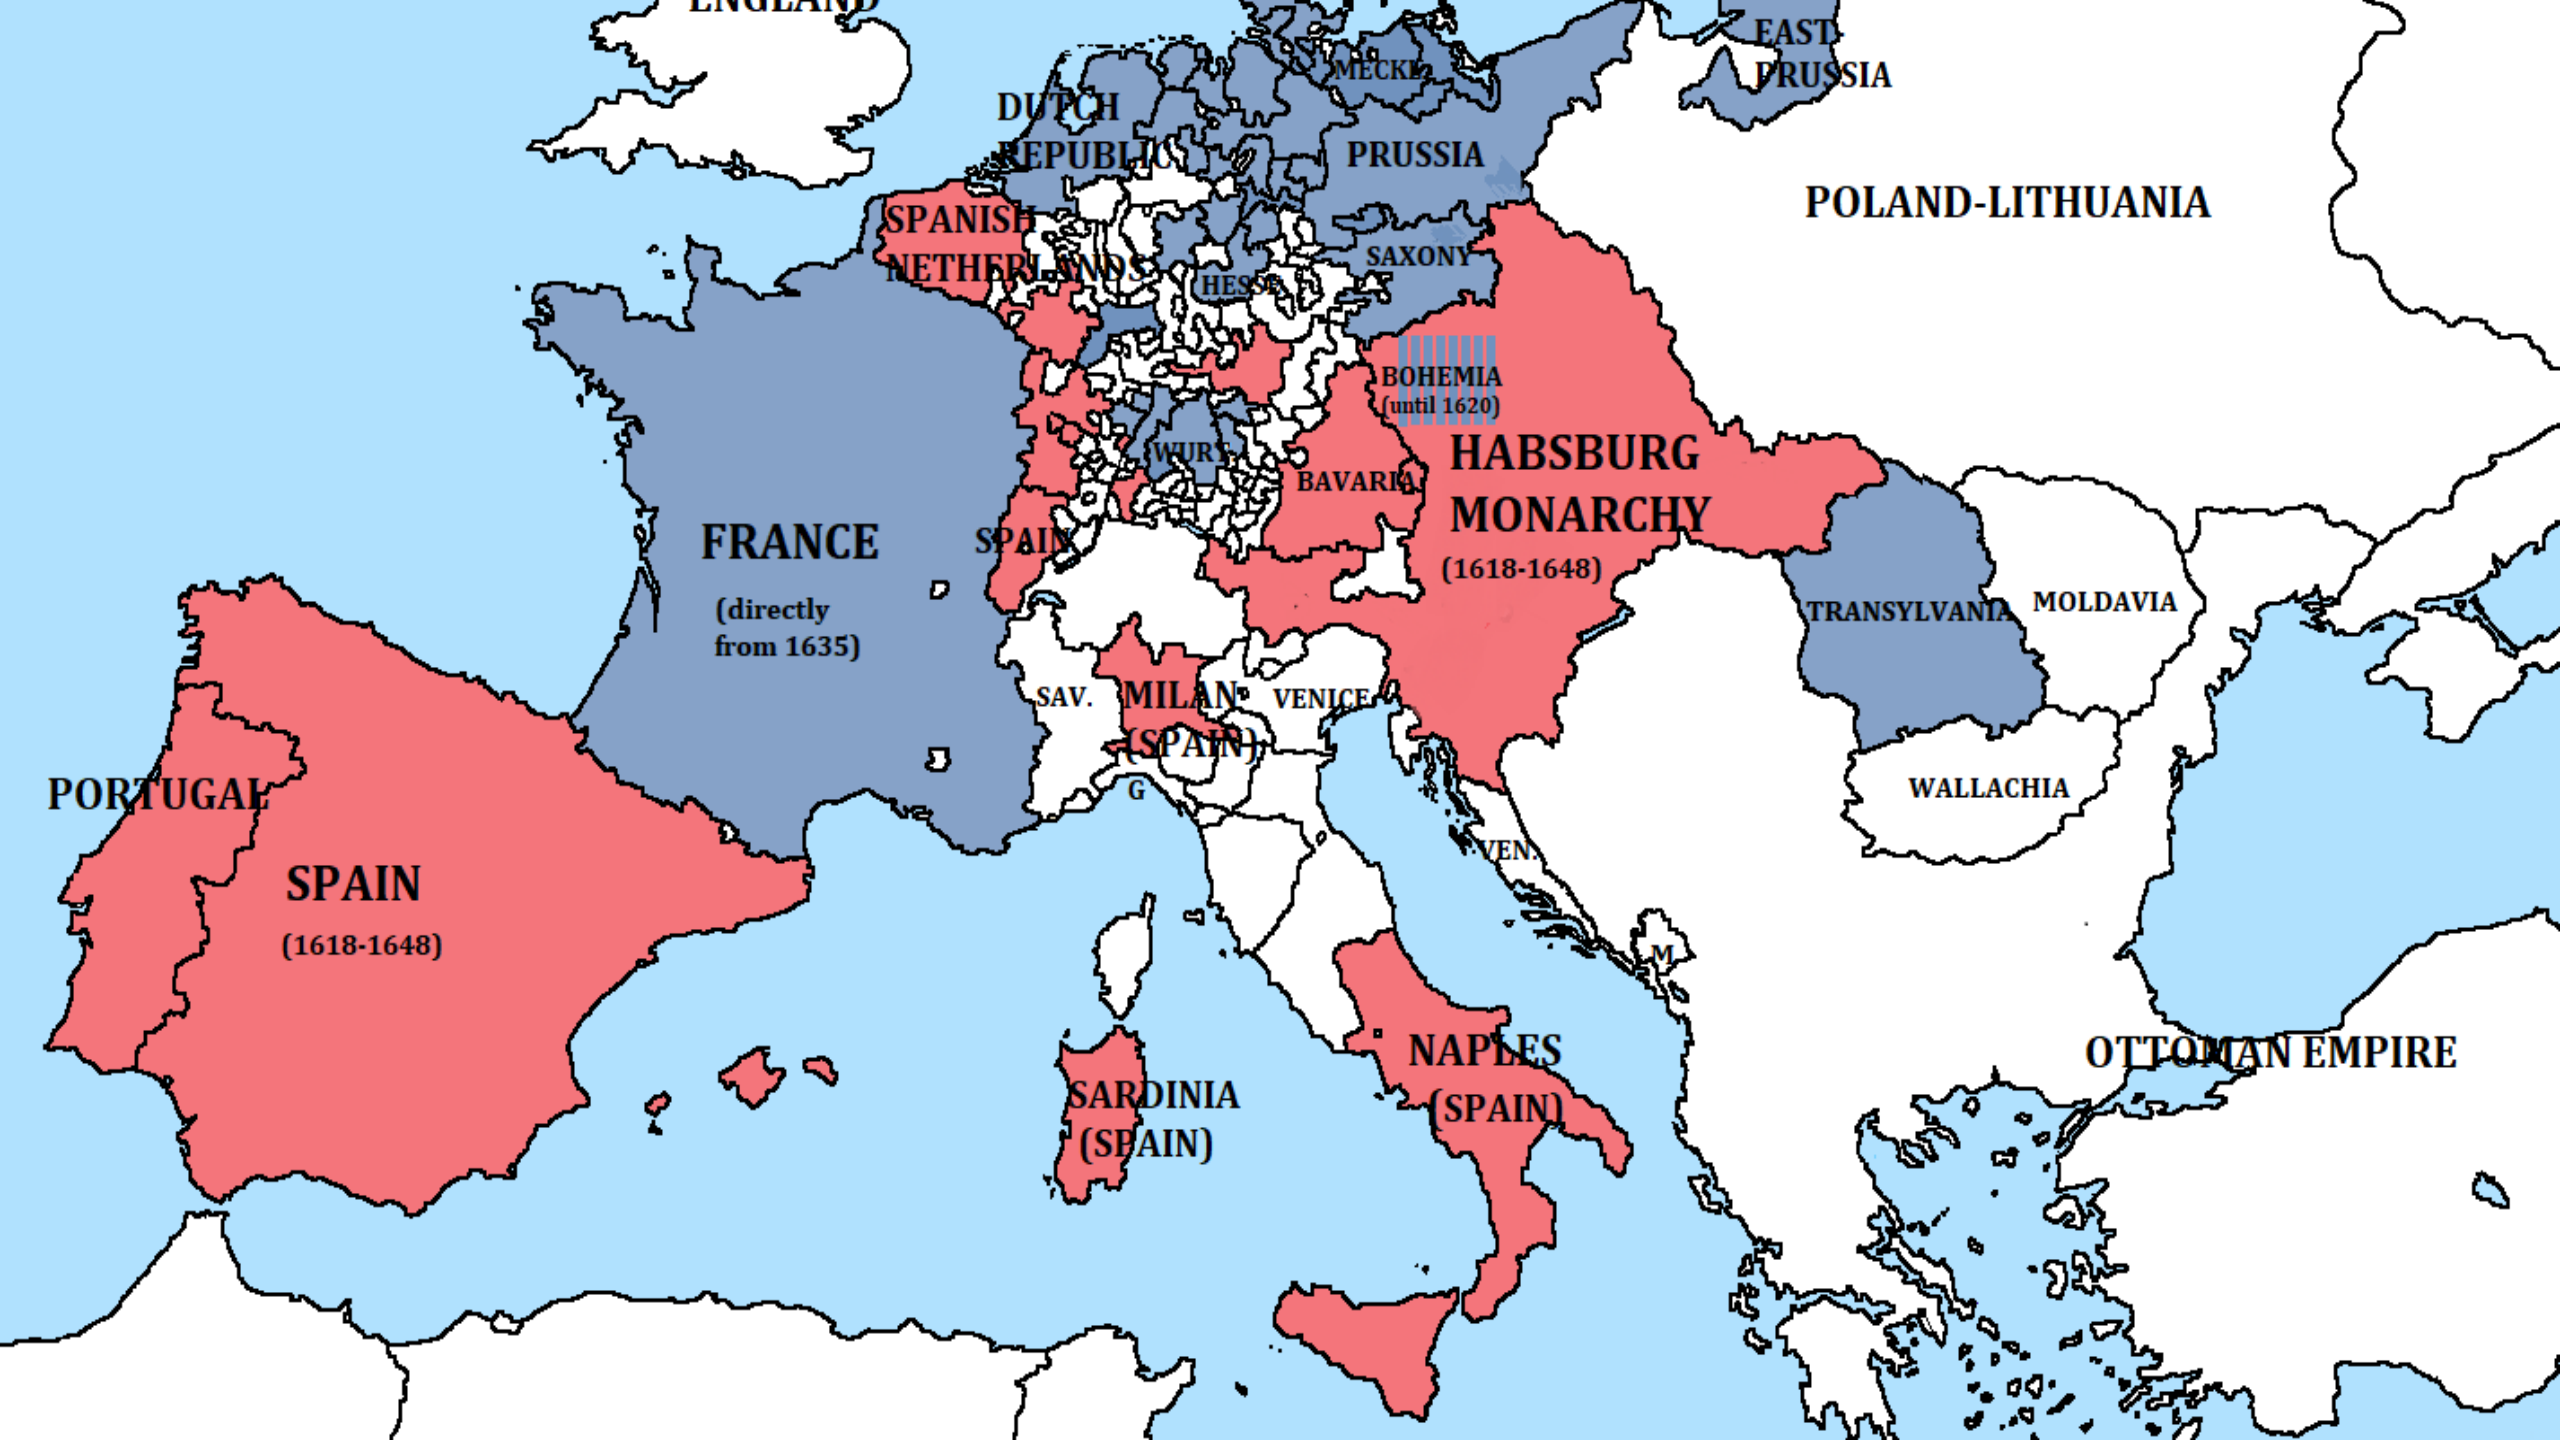 ENGLAND
EAST
PRUSSIA
MECKL.
DUTCH
REPUBLIC
PRUSSIA
POLAND-LITHUANIA
SPANISH
NETHERLANDS
SAXONY
HESSE
BOHEMIA
(until 1620)
WURT.
BAVARIA
HABSBURG
MONARCHY
(1618-1648)
FRANCE
(directly
from 1635)
SPAIN
TRANSYLVANIA
MOLDAVIA
SAV.
MILAN
(SPAIN)
VENICE
G
PORTUGAL
WALLACHIA
VEN.
SPAIN
(1618-1648)
M
NAPLES
(SPAIN)
OTTOMAN EMPIRE
SARDINIA
(SPAIN)